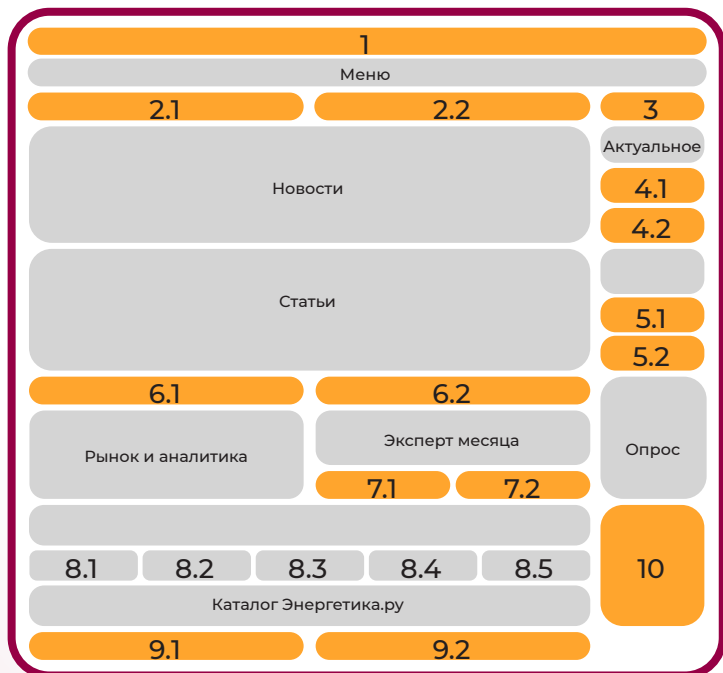 1
Меню
2.1
2.2
3
Новости
Актуальное
4.1
4.2
Статьи
5.1
5.2
6.1
6.2
Рынок и аналитика
Эксперт месяца
Опрос
7.1
7.2
8.1
8.2
8.3
8.4
8.5
10
Каталог Энергетика.ру
9.1
9.2